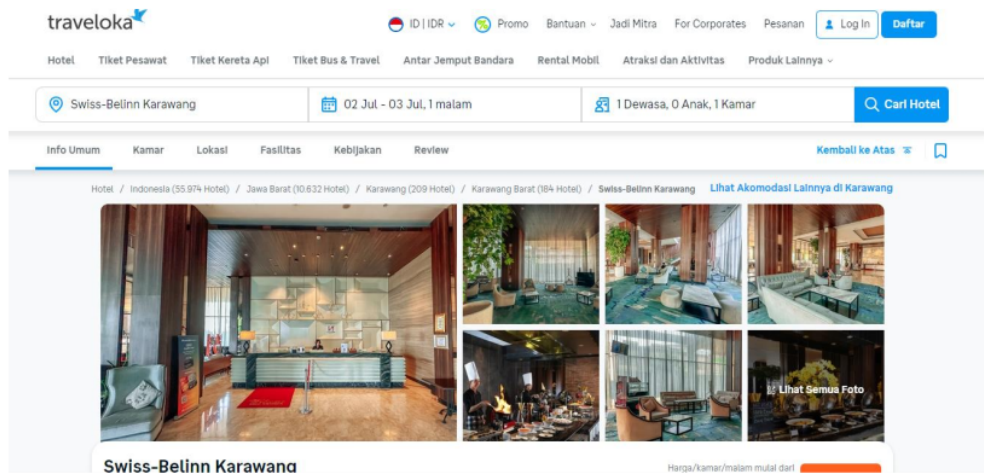 traveloka
ID | IDR
Promo
Bantuan
Jadi Mitra
For Corporates
Pesanan
Log In
Daftar
Hotel
Tiket Pesawat
Tiket Kereta Api
Tiket Bus & Travel
Antar Jemput Bandara
Rental Mobil
Atraksi dan Aktivitas
Produk Lainnya
Swiss-Belinn Karawang
02 Jul - 03 Jul, 1 malam
1 Dewasa, 0 Anak, 1 Kamar
Cari Hotel
Info Umum
Kamar
Lokasi
Fasilitas
Kebijakan
Review
Kembali ke Atas
Hotel / Indonesia (55.974 Hotel) / Jawa Barat (10.632 Hotel) / Karawang (209 Hotel) / Karawang Barat (184 Hotel) / Swiss-Belinn Karawang
Lihat Akomodasi Lainnya di Karawang
Lihat Semua Foto
Swiss-Belinn Karawang
Harga/kamar/malam mulai dari